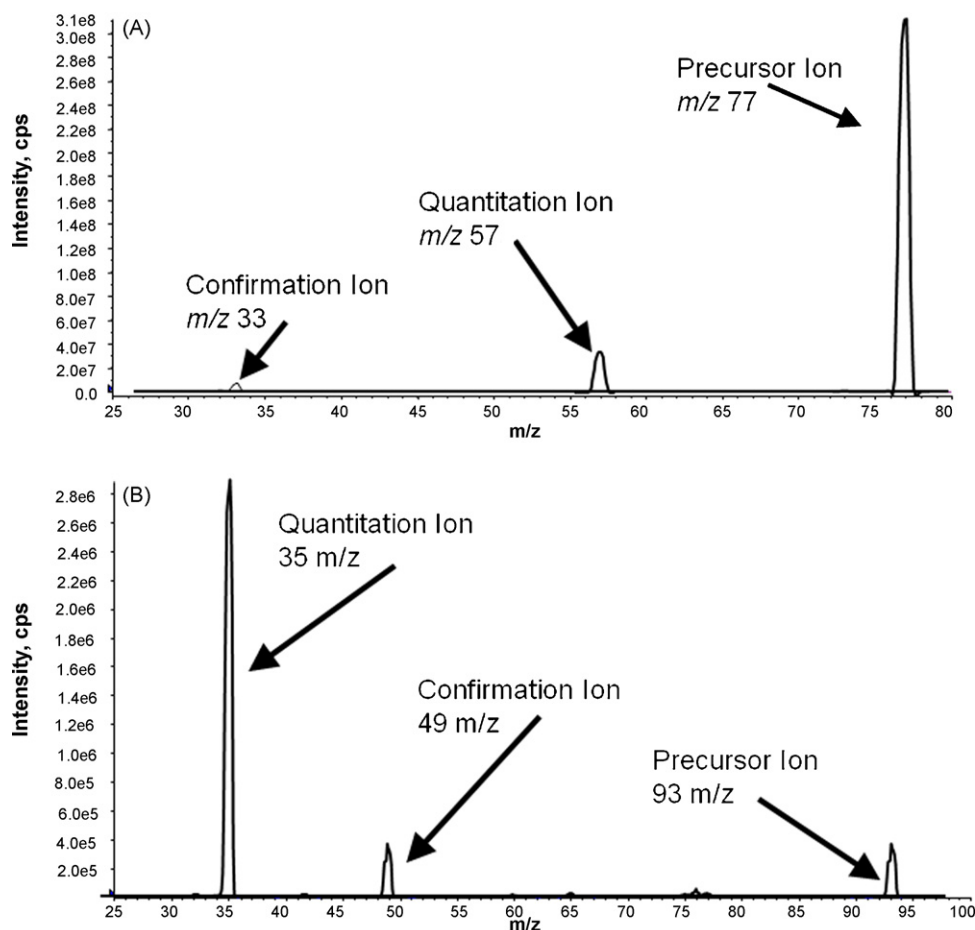 (A)
Intensity, cps
3.1e8
3.0e8
2.8e8
2.6e8
2.4e8
2.2e8
2.0e8
1.8e8
1.6e8
1.4e8
1.2e8
1.0e8
8.0e7
6.0e7
4.0e7
2.0e7
0.0
Precursor Ion
m/z 77
Quantitation Ion
m/z 57
Confirmation Ion
m/z 33
25 30 35 40 45 50 55 60 65 70 75 80
m/z
(B)
Intensity, cps
2.8e6
2.6e6
2.4e6
2.2e6
2.0e6
1.8e6
1.6e6
1.4e6
1.2e6
1.0e6
8.0e5
6.0e5
4.0e5
2.0e5
Quantitation Ion
35 m/z
Confirmation Ion
49 m/z
Precursor Ion
93 m/z
25 30 35 40 45 50 55 60 65 70 75 80 85 90 95 100
m/z